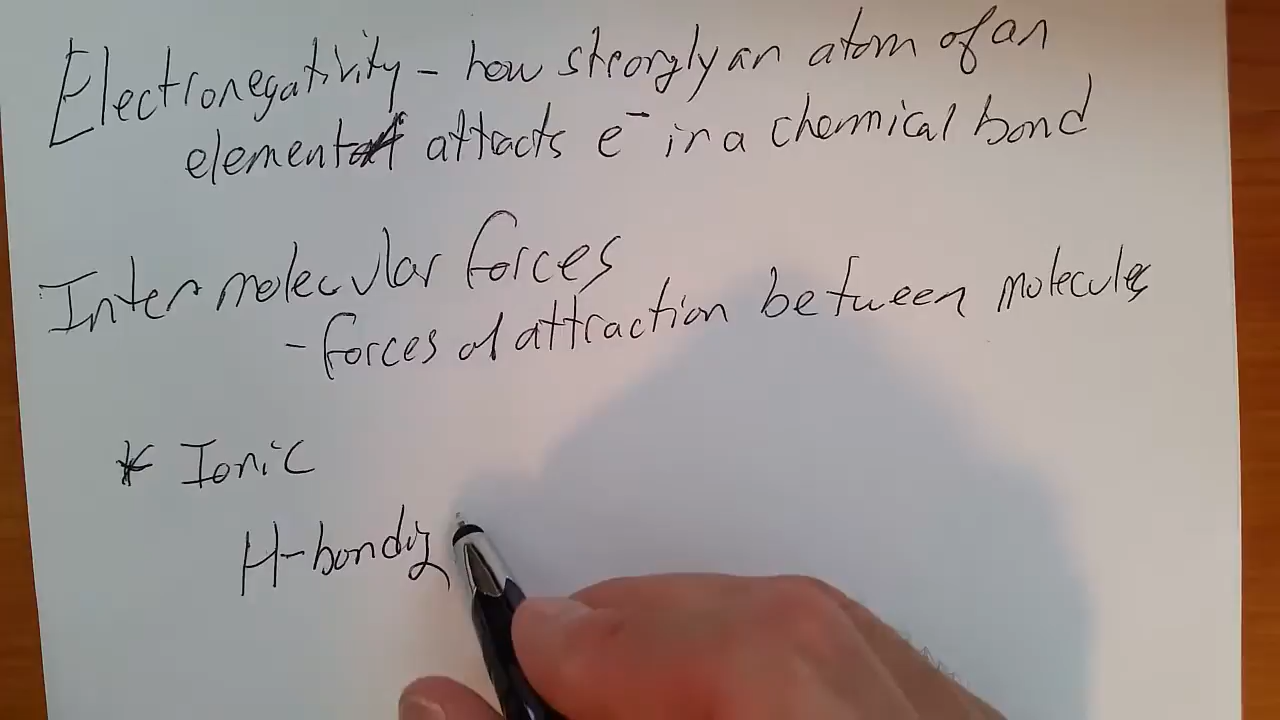 Electronegativity - how strongly an atom of an
element attracts e⁻ in a chemical bond
Intermolecular forces
- forces of attraction between molecules
* Ionic
H-bondig